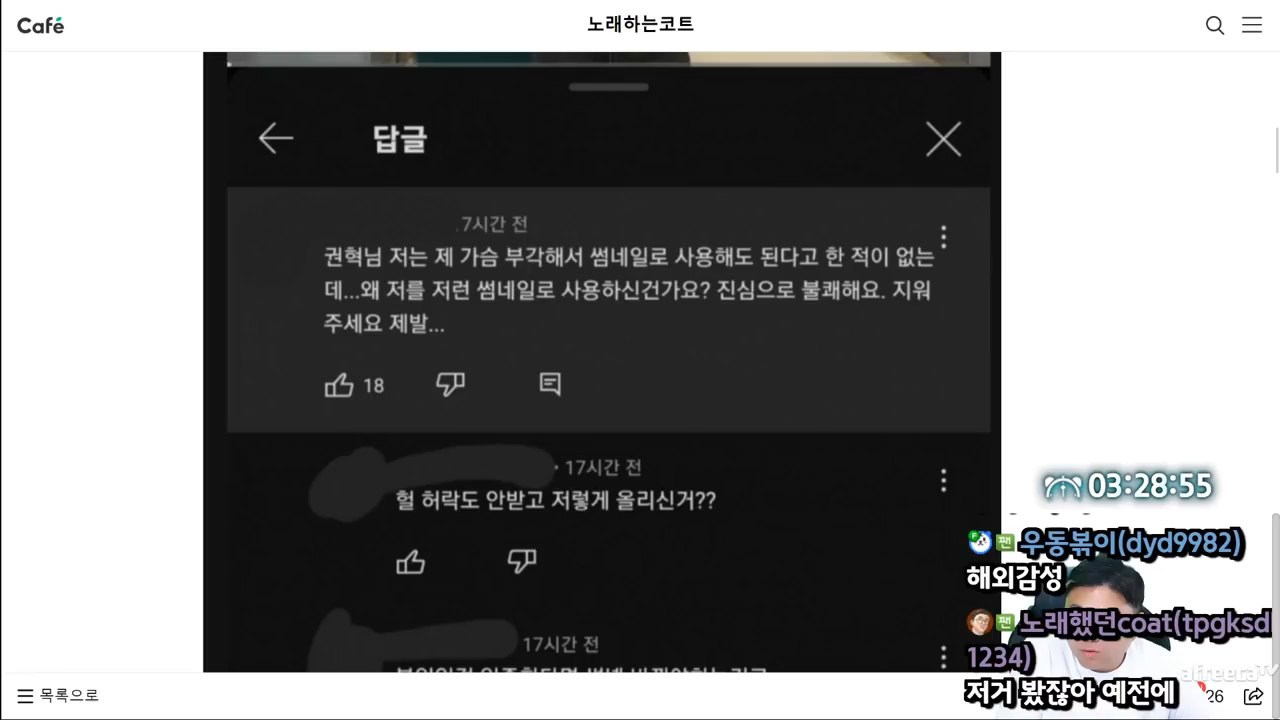 Café
노래하는코트
답글
7시간 전
권혁님 저는 제 가슴 부각해서 썸네일로 사용해도 된다고 한 적이 없는
데...왜 저를 저런 썸네일로 사용하신건가요? 진심으로 불쾌해요. 지워
주세요 제발...
18
· 17시간 전
헐 허락도 안받고 저렇게 올리신거??
17시간 전
03:28:55
팬 우동볶이(dyd9982)
해외감성
팬 노래했던coat(tpgksd
1234)
저거 봤잖아 예전에
afreecaTV
목록으로
26